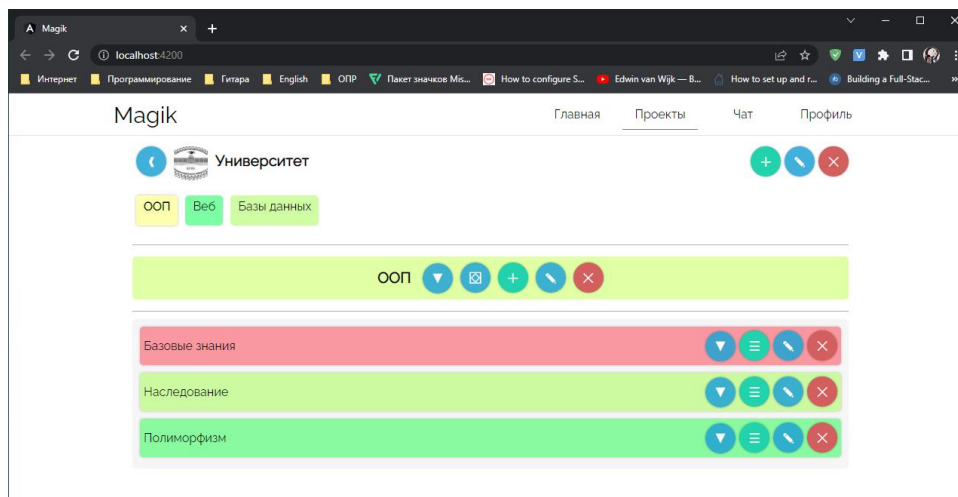 Magik
localhost:4200
Интернет Программирование Гитара English ОПР Пакет значков Mis... How to configure S... Edwin van Wijk — B... How to set up and r... Building a Full-Stac...
Magik Главная Проекты Чат Профиль
Университет
ООП Веб Базы данных
ООП
Базовые знания
Наследование
Полиморфизм